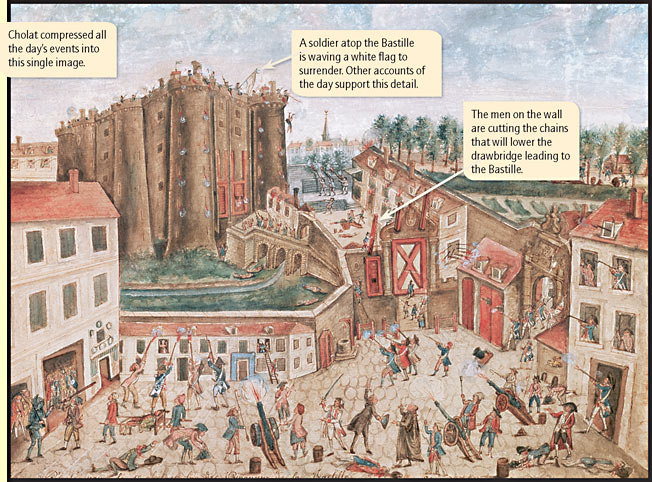 Cholat compressed all
the day's events into
this single image.
A soldier atop the Bastille
is waving a white flag to
surrender. Other accounts of
the day support this detail.
The men on the wall
are cutting the chains
that will lower the
drawbridge leading to
the Bastille.